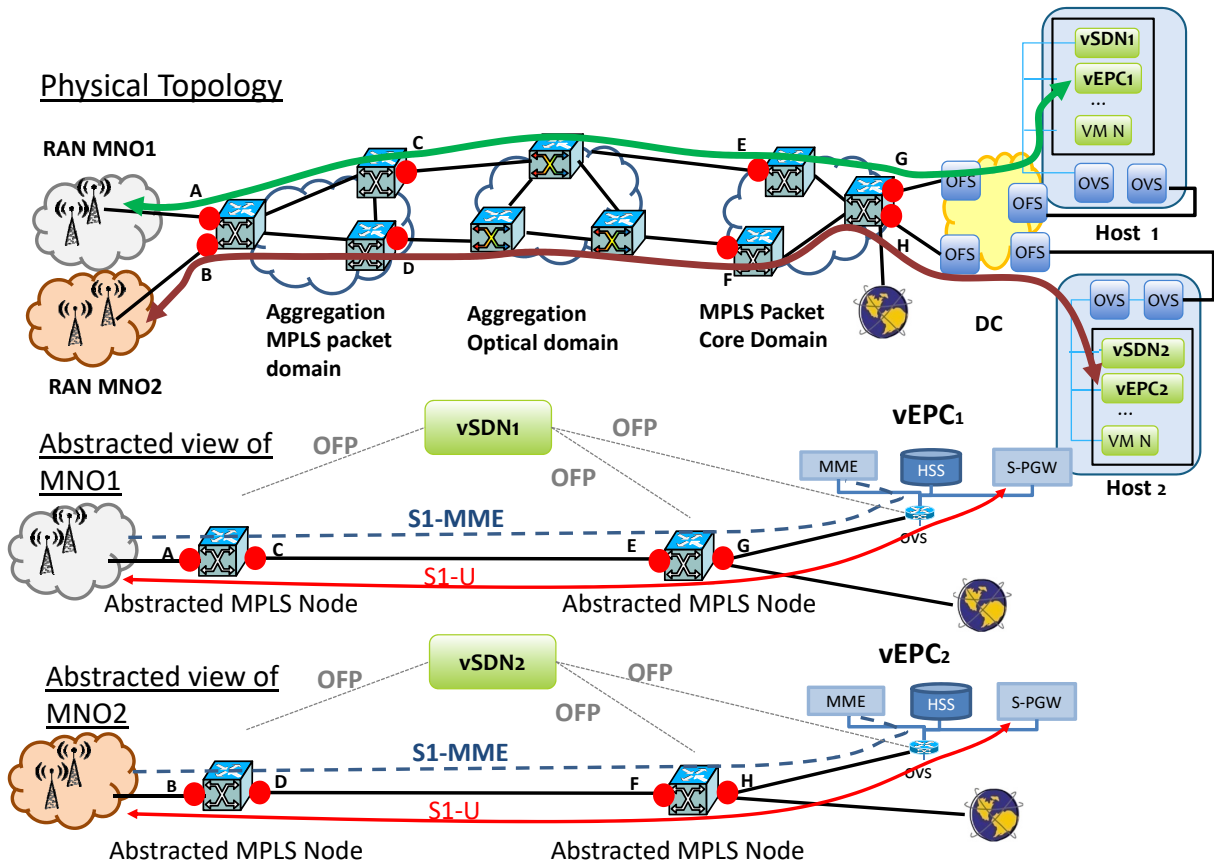 Physical Topology
RAN MNO1
A
B
RAN MNO2
C
D
E
F
G
H
Aggregation
MPLS packet
domain
Aggregation
Optical domain
MPLS Packet
Core Domain
DC
OFS
OFS
OFS
OFS
vSDN1
vEPC1
...
VM N
OVS
OVS
Host 1
OVS
OVS
vSDN2
vEPC2
...
VM N
Host 2
Abstracted view of
MNO1
OFP
vSDN1
OFP
OFP
vEPC1
MME
HSS
S-PGW
OVS
S1-MME
A
C
E
G
S1-U
Abstracted MPLS Node
Abstracted MPLS Node
Abstracted view of
MNO2
OFP
vSDN2
OFP
OFP
vEPC2
MME
HSS
S-PGW
OVS
S1-MME
B
D
F
H
S1-U
Abstracted MPLS Node
Abstracted MPLS Node